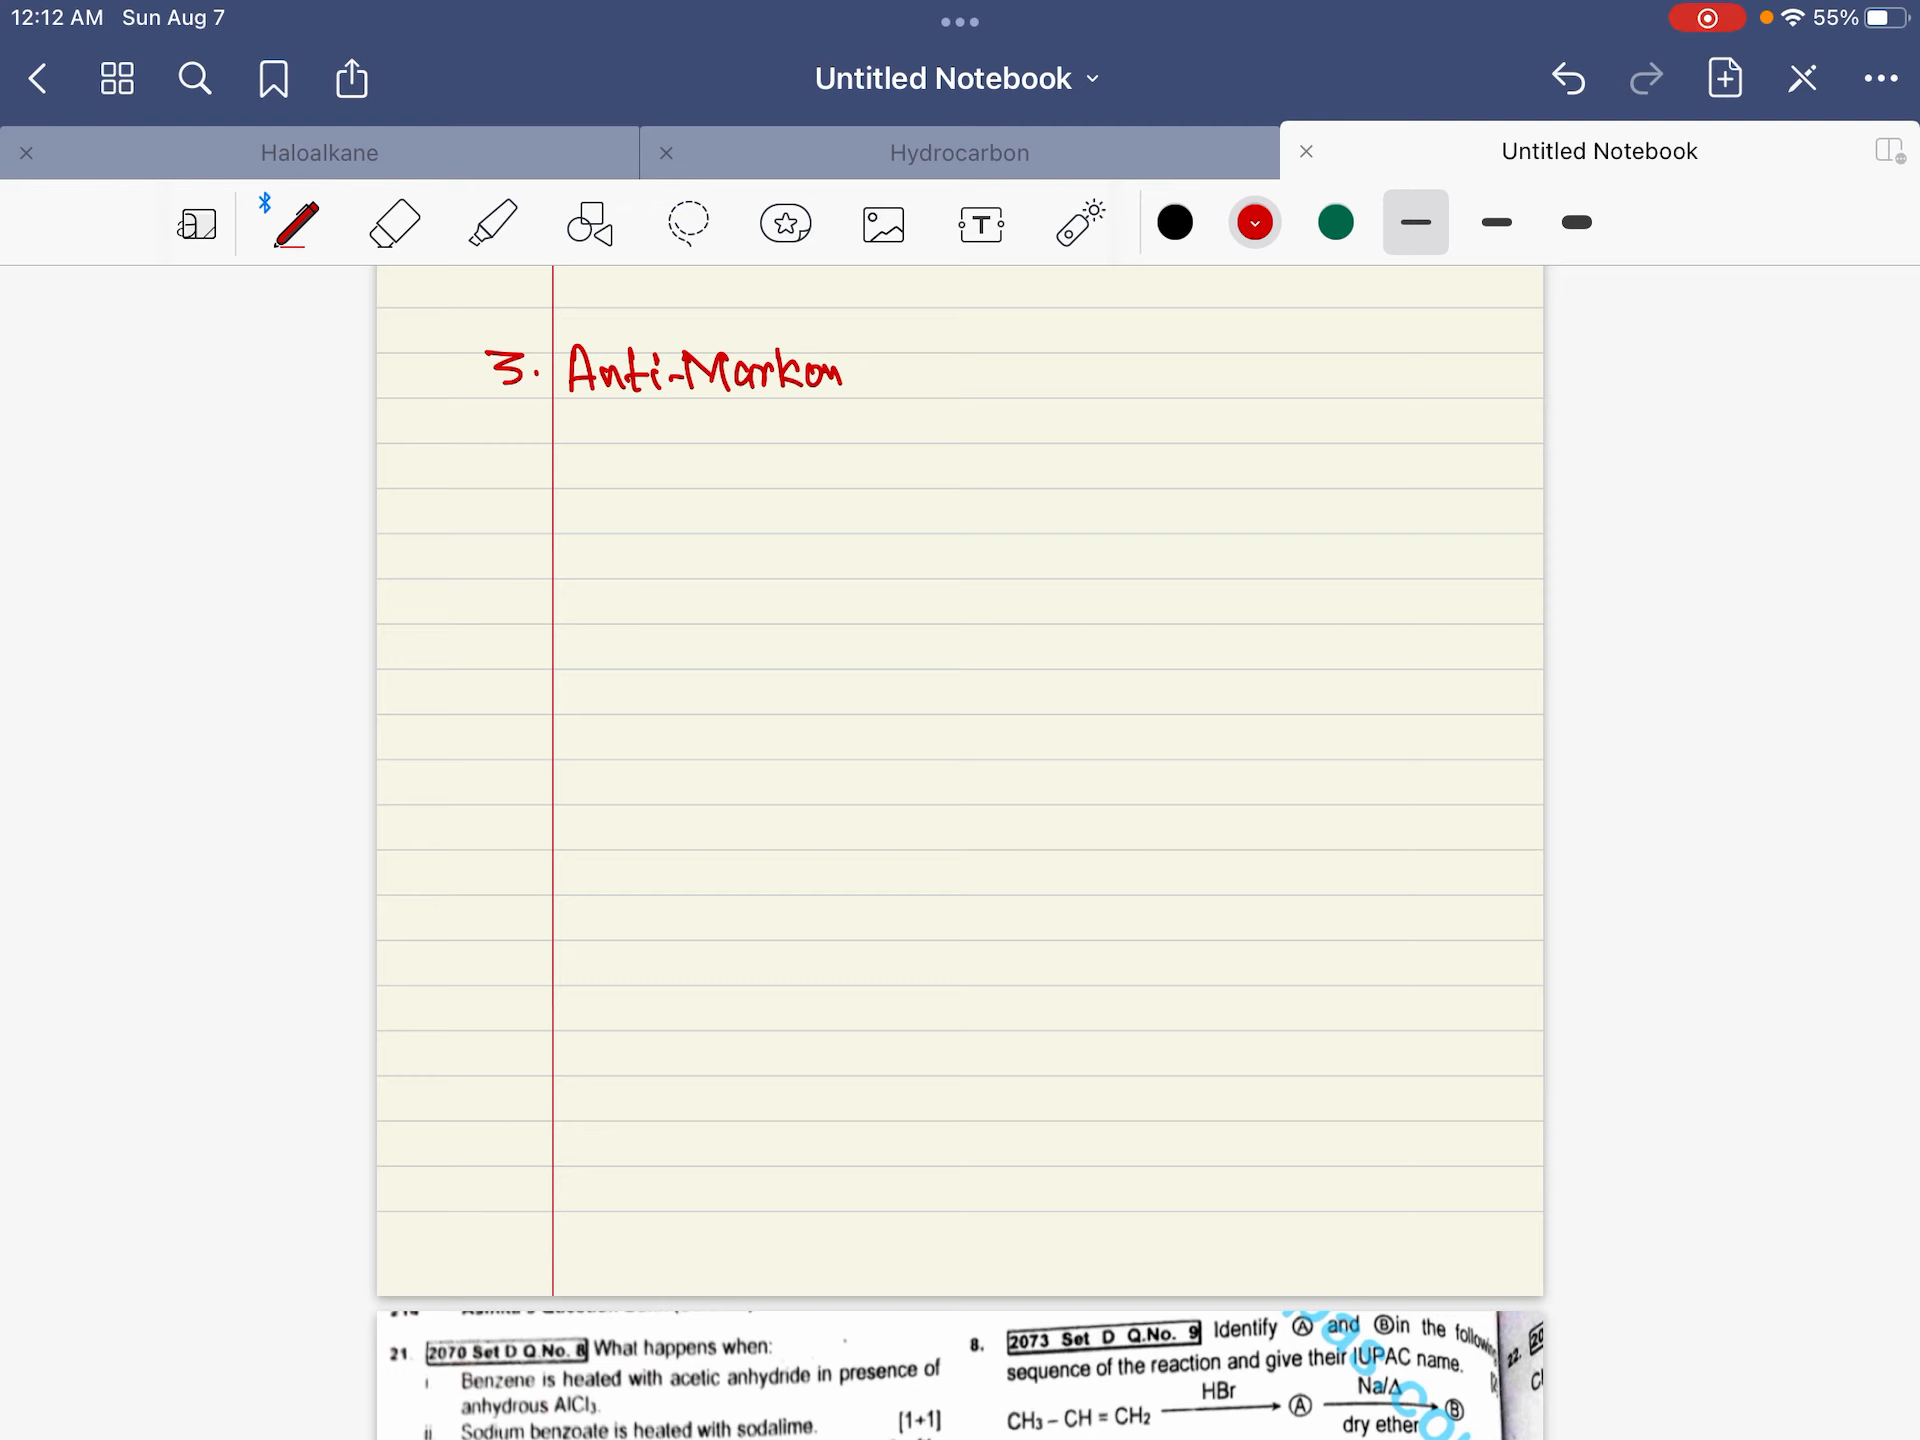 12:12 AM Sun Aug 7
55%
Untitled Notebook
Haloalkane
Hydrocarbon
Untitled Notebook
T
3. Anti-Markon
21. 2070 Set D Q.No. 8 What happens when:
i Benzene is heated with acetic anhydride in presence of
anhydrous AlCl₃.
ii. Sodium benzoate is heated with sodalime. [1+1]
8. 2073 Set D Q.No. 9 Identify Ⓐ and Ⓑ in the following
sequence of the reaction and give their IUPAC name.
CH₃ – CH = CH₂ HBr Ⓐ Na/Δ dry ether Ⓑ
22.